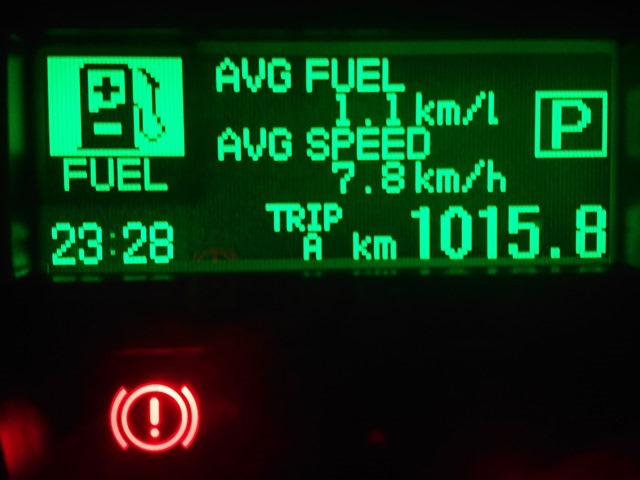 AVG FUEL
1.1 km/l
AVG SPEED
7.8 km/h
P
FUEL
23:28
TRIP A km 1015.8